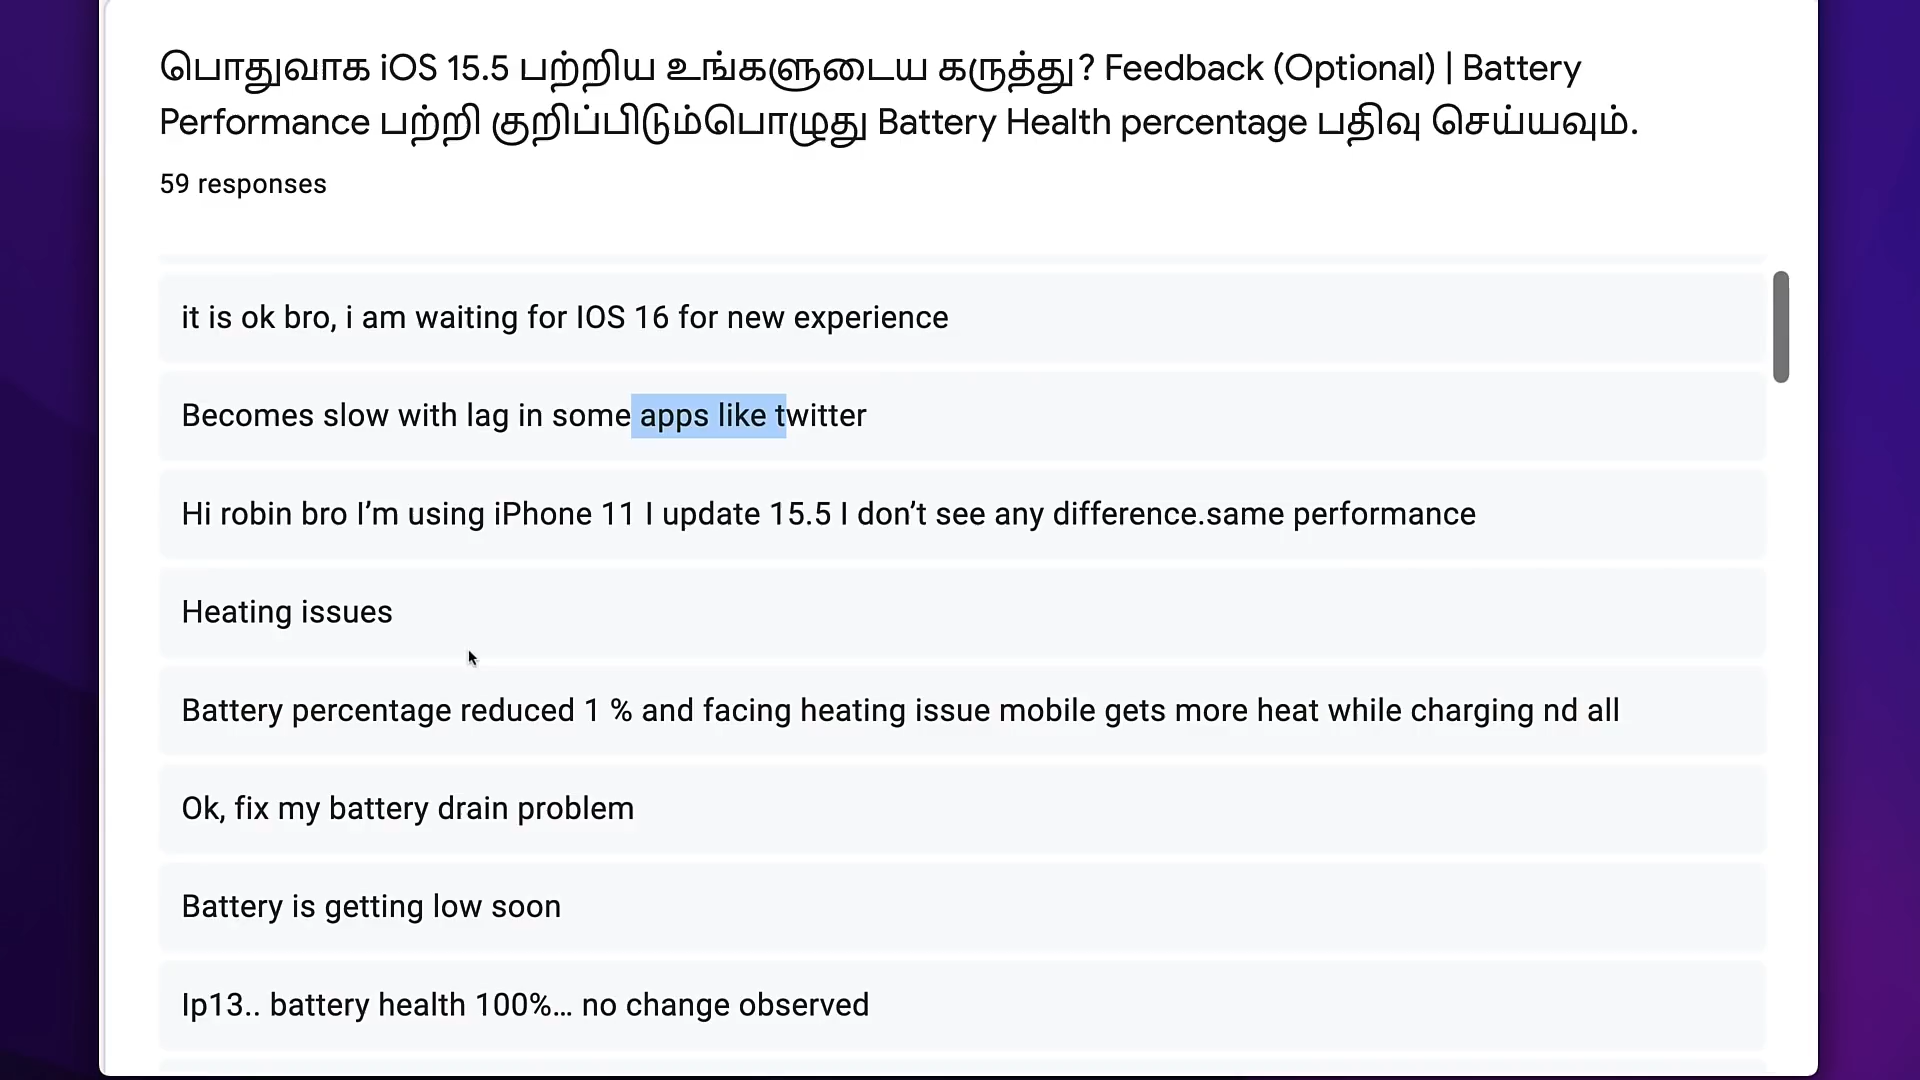 பொதுவாக iOS 15.5 பற்றிய உங்களுடைய கருத்து? Feedback (Optional) | Battery
Performance பற்றி குறிப்பிடும்பொழுது Battery Health percentage பதிவு செய்யவும்.
59 responses
it is ok bro, i am waiting for IOS 16 for new experience
Becomes slow with lag in some apps like twitter
Hi robin bro I’m using iPhone 11 I update 15.5 I don’t see any difference.same performance
Heating issues
Battery percentage reduced 1 % and facing heating issue mobile gets more heat while charging nd all
Ok, fix my battery drain problem
Battery is getting low soon
Ip13.. battery health 100%… no change observed